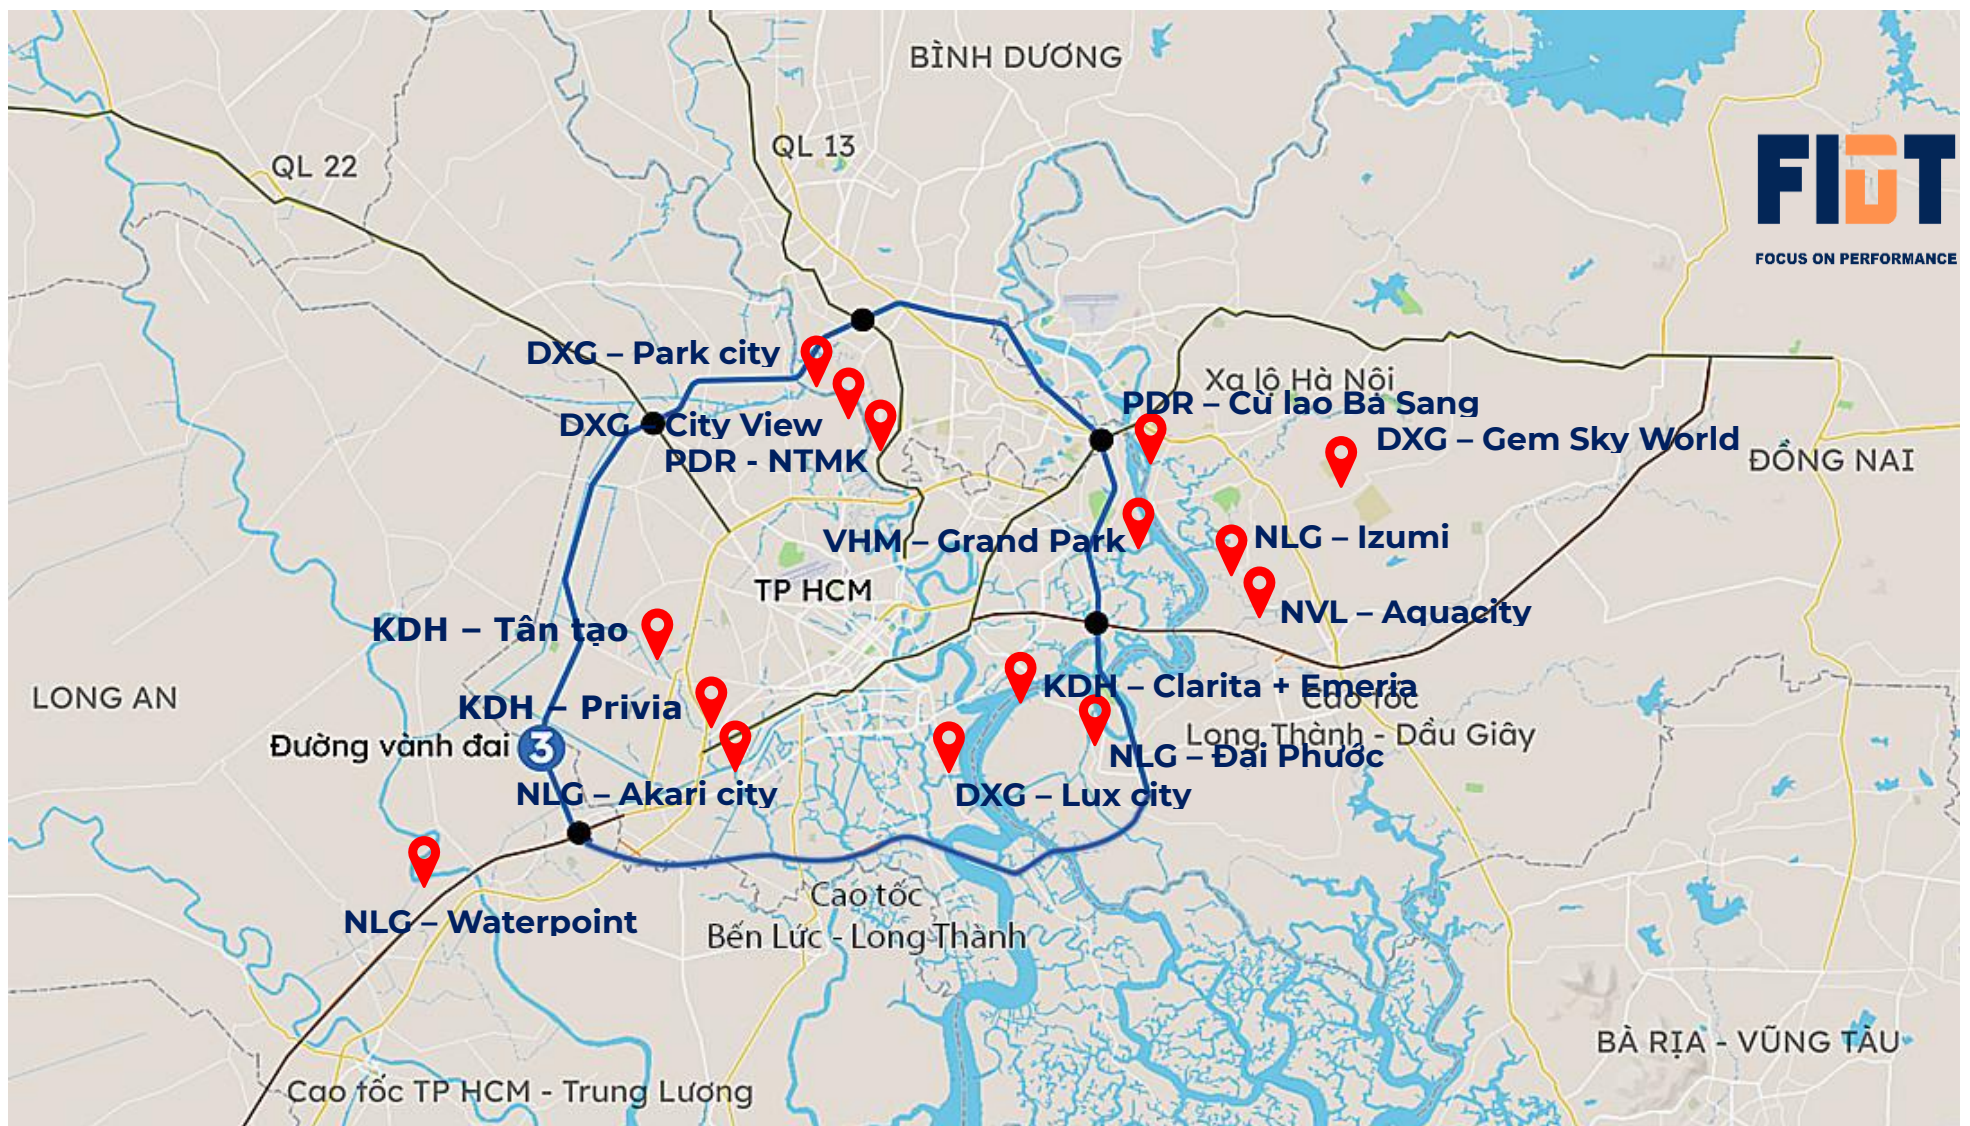 BÌNH DƯƠNG
QL 13
QL 22
FIDT
FOCUS ON PERFORMANCE
DXG – Park city
Xa lộ Hà Nội
PDR – Cù lao Bà Sang
DXG – City View
DXG – Gem Sky World
PDR - NTMK
ĐỒNG NAI
VHM – Grand Park
NLG – Izumi
TP HCM
NVL – Aquacity
KDH – Tân tạo
KDH – Clarita + Emeria
LONG AN
Cao tốc
Long Thành - Dầu Giây
KDH – Privia
Đường vành đai 3
NLG – Đại Phước
NLG – Akari city
DXG – Lux city
Cao tốc
Bến Lức - Long Thành
NLG – Waterpoint
BÀ RỊA - VŨNG TÀU
Cao tốc TP HCM - Trung Lương